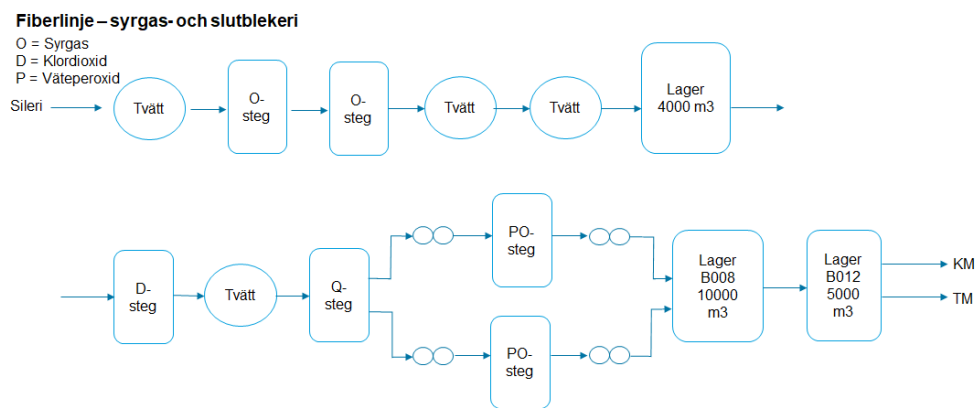 Fiberlinje – syrgas- och slutblekeri
O = Syrgas
D = Klordioxid
P = Väteperoxid
Sileri
Tvätt
O-
steg
O-
steg
Tvätt
Tvätt
Lager
4000 m3
D-
steg
Tvätt
Q-
steg
PO-
steg
PO-
steg
Lager
B008
10000
m3
Lager
B012
5000
m3
KM
TM